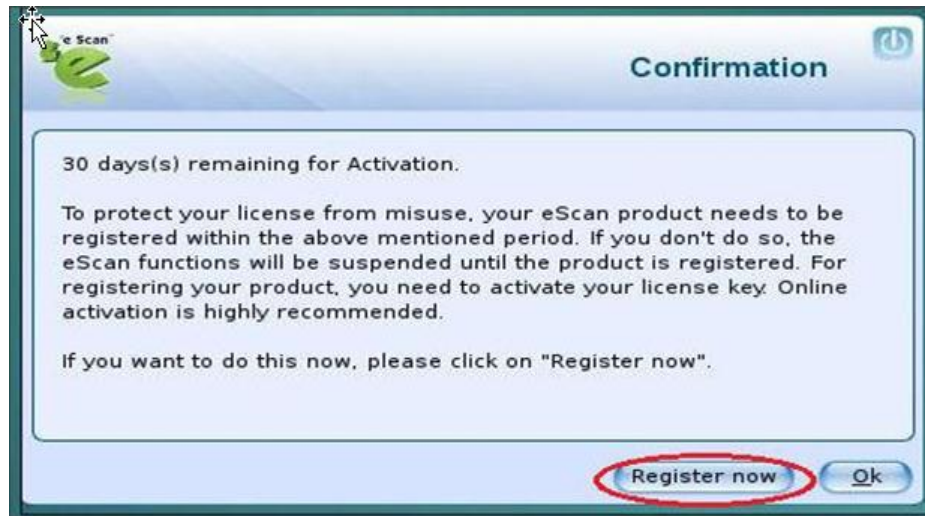 e Scan
Confirmation
30 days(s) remaining for Activation.
To protect your license from misuse, your eScan product needs to be
registered within the above mentioned period. If you don't do so, the
eScan functions will be suspended until the product is registered. For
registering your product, you need to activate your license key. Online
activation is highly recommended.
If you want to do this now, please click on "Register now".
Register now
Ok